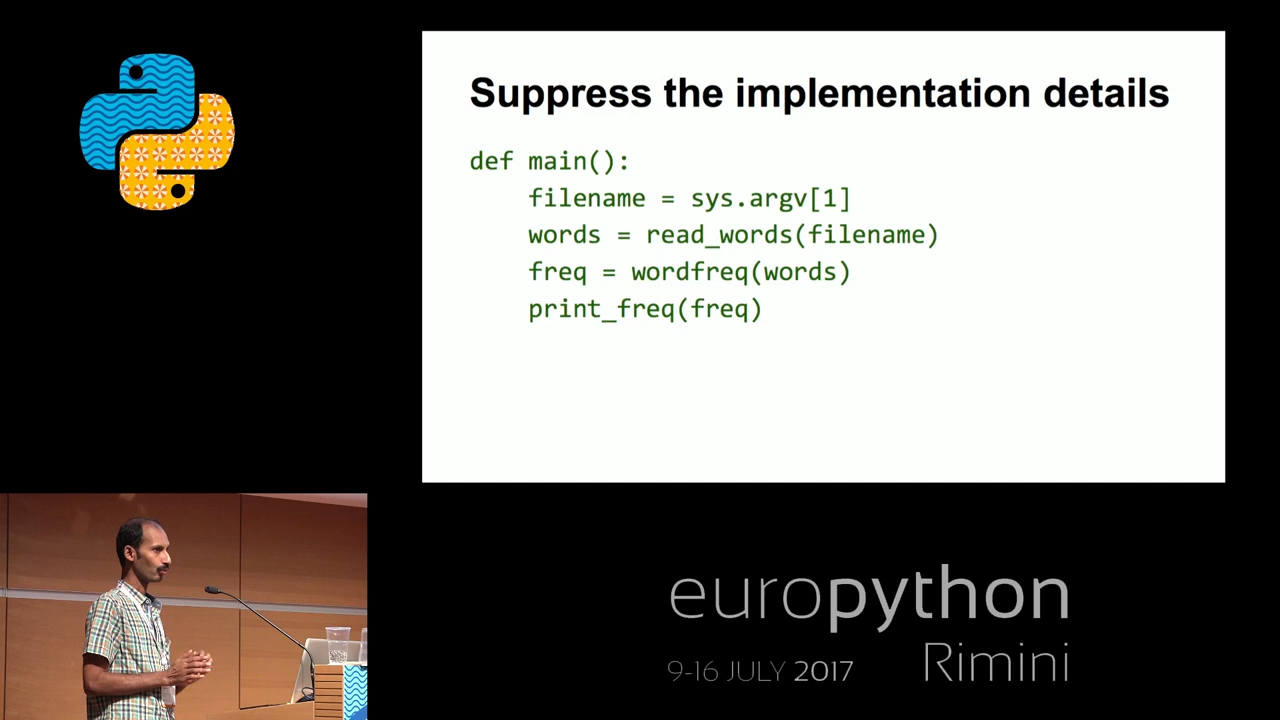 Suppress the implementation details
def main():
    filename = sys.argv[1]
    words = read_words(filename)
    freq = wordfreq(words)
    print_freq(freq)
europython
9-16 JULY 2017 Rimini